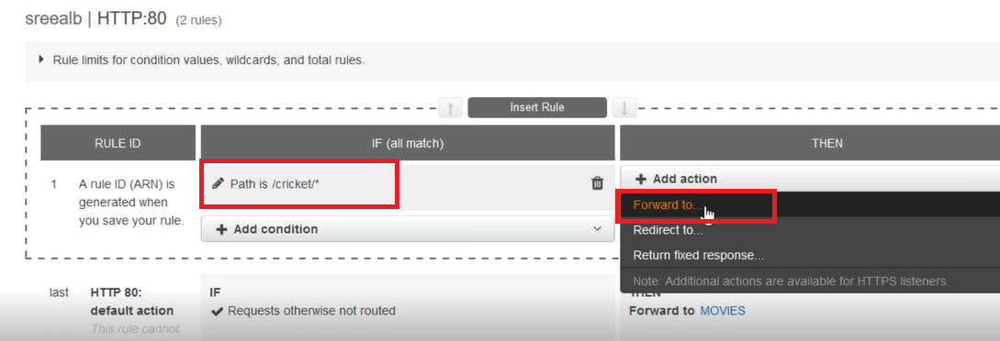 sreealb | HTTP:80 (2 rules)
Rule limits for condition values, wildcards, and total rules.
Insert Rule
RULE ID
IF (all match)
THEN
1
A rule ID (ARN) is
generated when
you save your rule.
Path is /cricket/*
Add condition
Add action
Forward to...
Redirect to...
Return fixed response...
Note: Additional actions are available for HTTPS listeners.
last
HTTP 80:
default action
This rule cannot
IF
Requests otherwise not routed
THEN
Forward to MOVIES